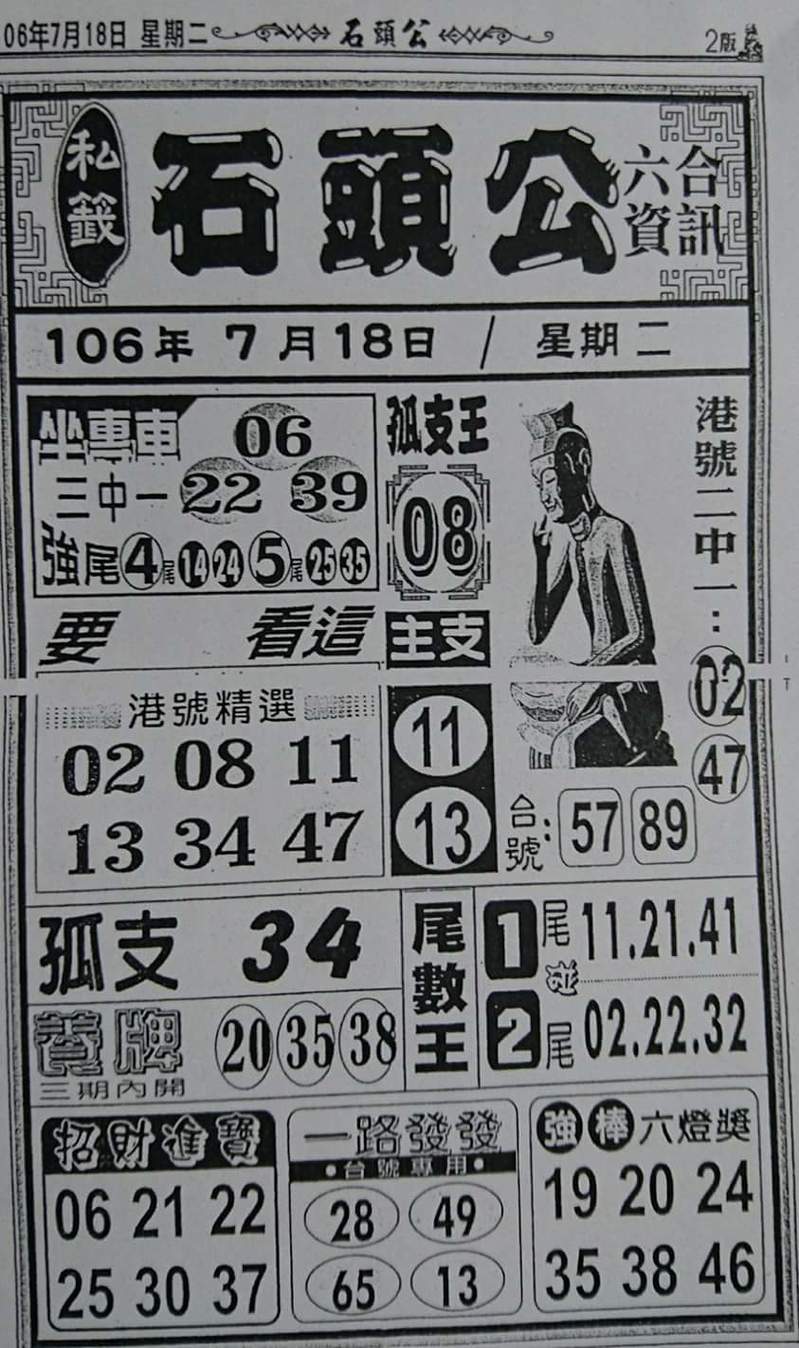 06年7月18日 星期二
石頭公
2版
私籤
石頭公
六合
資訊
106年 7月18日 / 星期二
坐專車
06
三中一 22 39
強尾 4尾 14 24 5尾 25 35
孤支王
08
港號二中一：
02
47
要 看這
主支
11
13
港號精選
02 08 11
13 34 47
台號：57 89
孤支 34
養牌
三期內開
20 35 38
尾數王
1尾 11.21.41
碰
2尾 02.22.32
招財進寶
06 21 22
25 30 37
一路發發
•台號專用•
28 49
65 13
強棒六燈獎
19 20 24
35 38 46